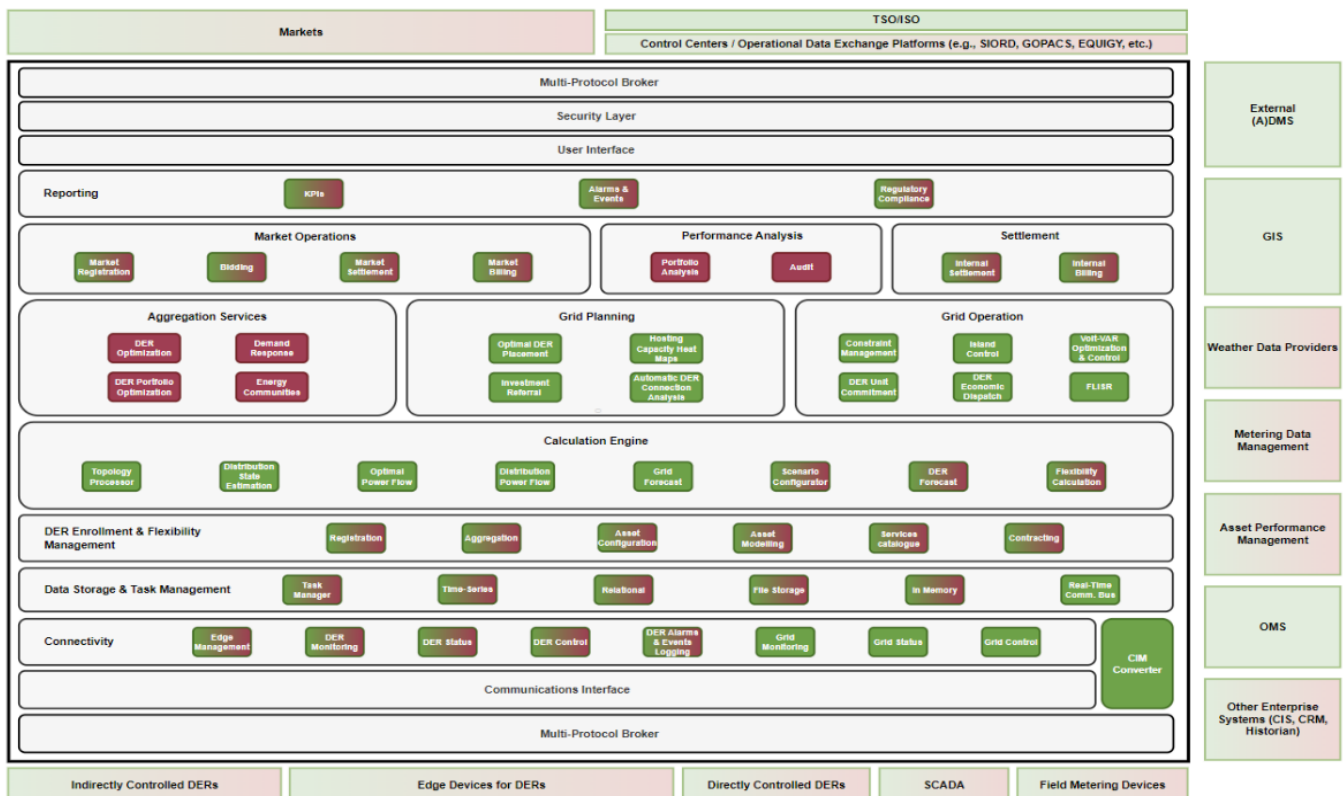 Markets
TSO/ISO
Control Centers / Operational Data Exchange Platforms (e.g., SIORD, GOPACS, EQUIGY, etc.)
Multi-Protocol Broker
Security Layer
User Interface
Reporting
KPIs
Alarms &
Events
Regulatory
Compliance
Market Operations
Market
Registration
Bidding
Market
Settlement
Market
Billing
Performance Analysis
Portfolio
Analysis
Audit
Settlement
Internal
Settlement
Internal
Billing
Aggregation Services
DER
Optimization
Demand
Response
DER Portfolio
Optimization
Energy
Communities
Grid Planning
Optimal DER
Placement
Hosting
Capacity Heat
Maps
Investment
Referral
Automatic DER
Connection
Analysis
Grid Operation
Constraint
Management
Island
Control
Volt-VAR
Optimization
& Control
DER Unit
Commitment
DER
Economic
Dispatch
FLISR
Calculation Engine
Topology
Processor
Distribution
State
Estimation
Optimal
Power Flow
Distribution
Power Flow
Grid
Forecast
Scenario
Configurator
DER
Forecast
Flexibility
Calculation
DER Enrollment & Flexibility
Management
Registration
Aggregation
Asset
Configuration
Asset
Modelling
Services
catalogue
Contracting
Data Storage & Task Management
Task
Manager
Time-Series
Relational
File Storage
In Memory
Real-Time
Comm. Bus
Connectivity
Edge
Management
DER
Monitoring
DER Status
DER Control
DER Alarms
& Events
Logging
Grid
Monitoring
Grid Status
Grid Control
CIM
Converter
Communications Interface
Multi-Protocol Broker
External
(A)DMS
GIS
Weather Data Providers
Metering Data
Management
Asset Performance
Management
OMS
Other Enterprise
Systems (CIS, CRM,
Historian)
Indirectly Controlled DERs
Edge Devices for DERs
Directly Controlled DERs
SCADA
Field Metering Devices